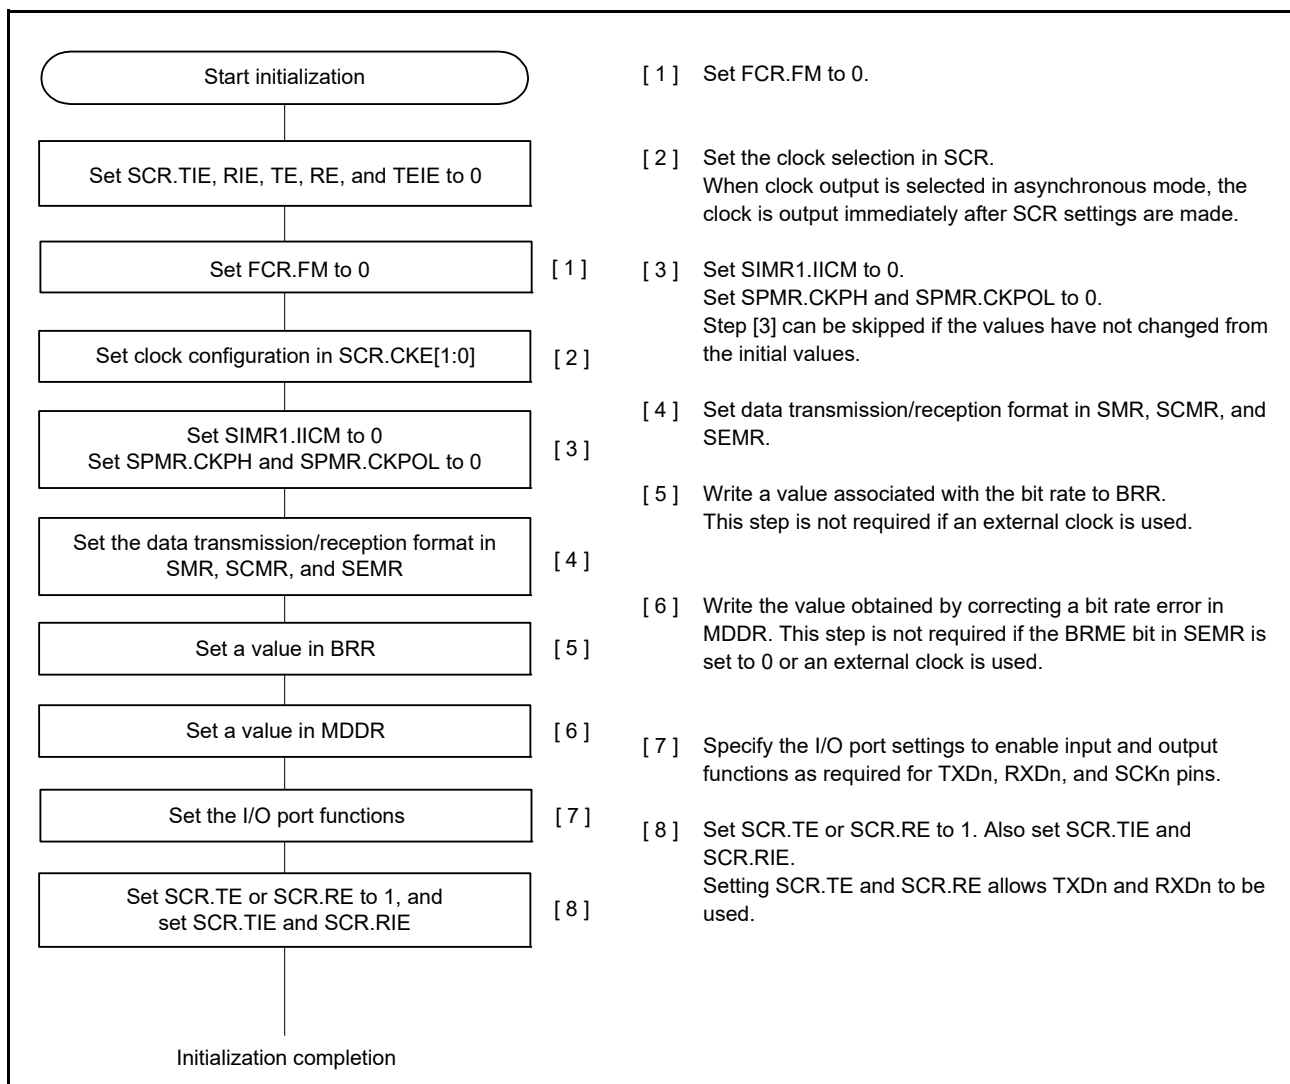 Start initialization
Set SCR.TIE, RIE, TE, RE, and TEIE to 0
Set FCR.FM to 0
[ 1 ]
Set clock configuration in SCR.CKE[1:0]
[ 2 ]
Set SIMR1.IICM to 0
Set SPMR.CKPH and SPMR.CKPOL to 0
[ 3 ]
Set the data transmission/reception format in
SMR, SCMR, and SEMR
[ 4 ]
Set a value in BRR
[ 5 ]
Set a value in MDDR
[ 6 ]
Set the I/O port functions
[ 7 ]
Set SCR.TE or SCR.RE to 1, and
set SCR.TIE and SCR.RIE
[ 8 ]
Initialization completion
[ 1 ] Set FCR.FM to 0.
[ 2 ] Set the clock selection in SCR.
When clock output is selected in asynchronous mode, the
clock is output immediately after SCR settings are made.
[ 3 ] Set SIMR1.IICM to 0.
Set SPMR.CKPH and SPMR.CKPOL to 0.
Step [3] can be skipped if the values have not changed from
the initial values.
[ 4 ] Set data transmission/reception format in SMR, SCMR, and
SEMR.
[ 5 ] Write a value associated with the bit rate to BRR.
This step is not required if an external clock is used.
[ 6 ] Write the value obtained by correcting a bit rate error in
MDDR. This step is not required if the BRME bit in SEMR is
set to 0 or an external clock is used.
[ 7 ] Specify the I/O port settings to enable input and output
functions as required for TXDn, RXDn, and SCKn pins.
[ 8 ] Set SCR.TE or SCR.RE to 1. Also set SCR.TIE and
SCR.RIE.
Setting SCR.TE and SCR.RE allows TXDn and RXDn to be
used.